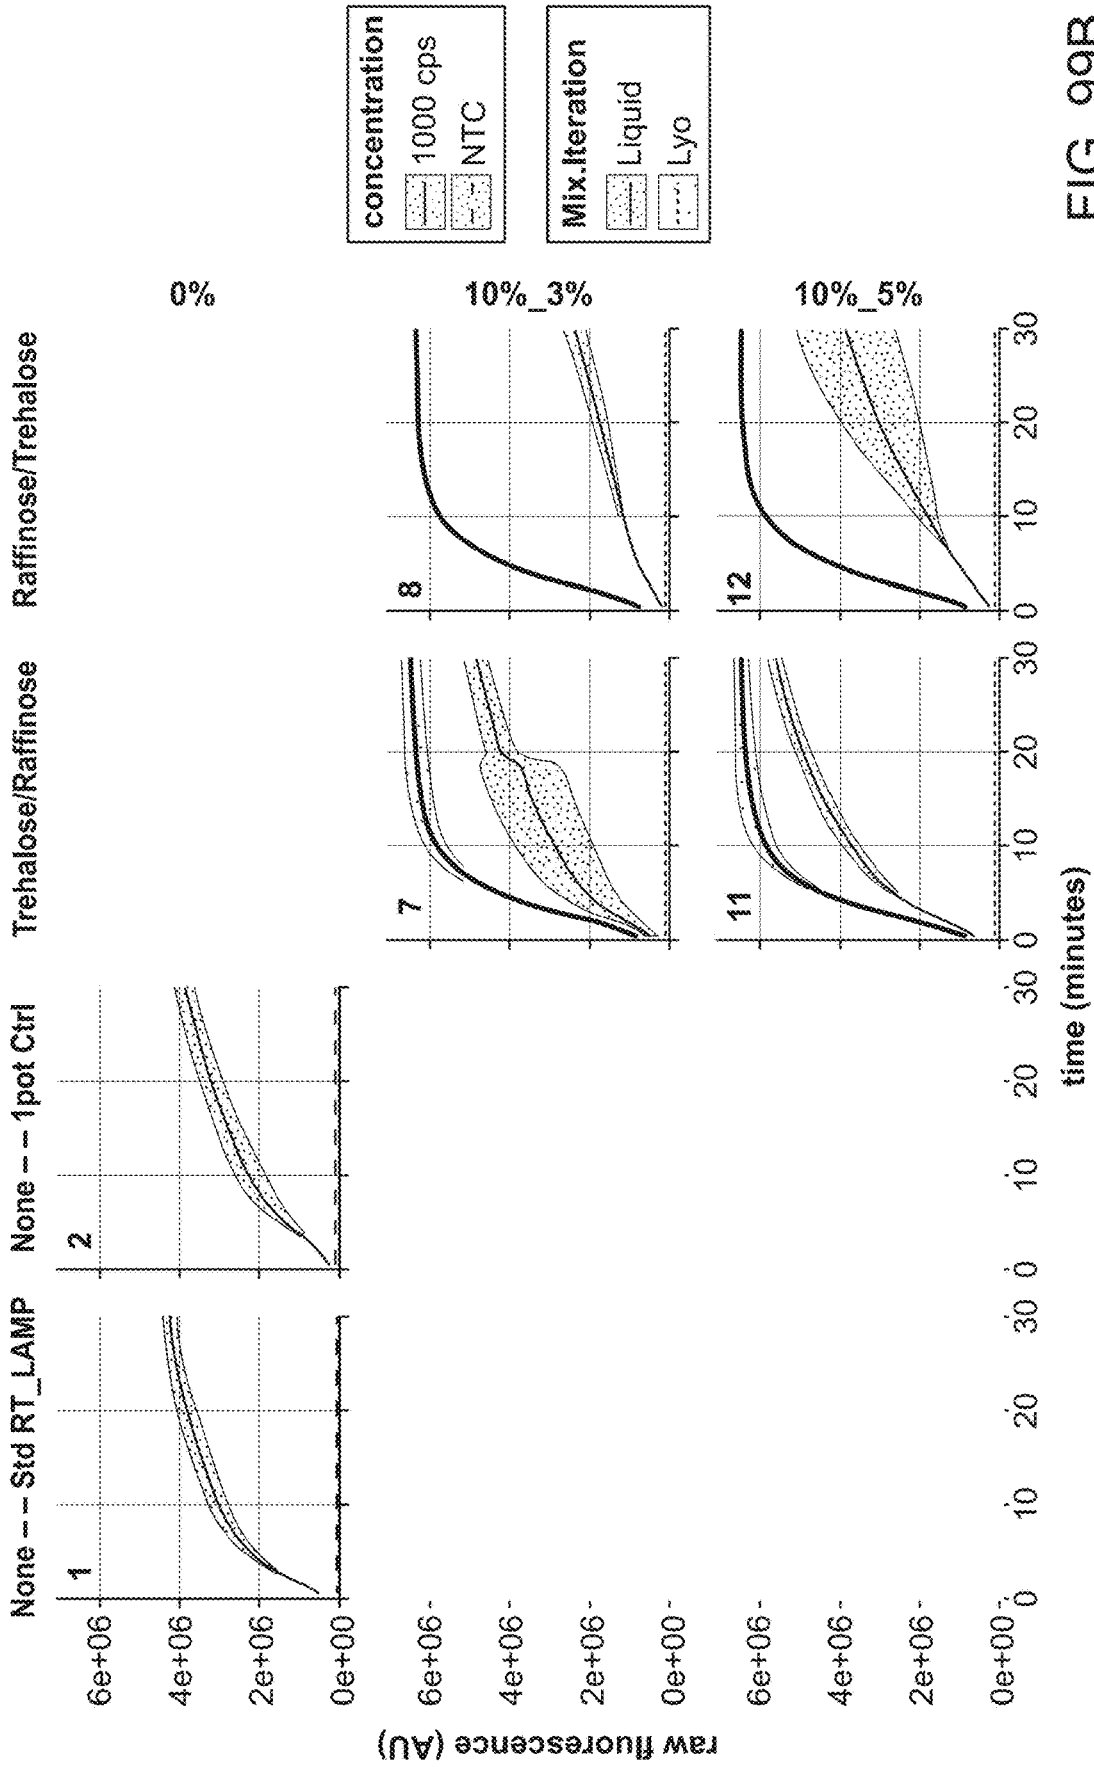 None -- Std RT_LAMP
None -- 1pot Ctrl
Trehalose/Raffinose
Raffinose/Trehalose
1
2
6e+06
4e+06
2e+06
0e+00
0%
7
8
6e+06
4e+06
2e+06
0e+00
10%_3%
11
12
6e+06
4e+06
2e+06
0e+00
10%_5%
0 10 20 30
0 10 20 30
0 10 20 30
0 10 20 30
raw fluorescence (AU)
time (minutes)
concentration
1000 cps
NTC
Mix.Iteration
Liquid
Lyo
FIG. 99B